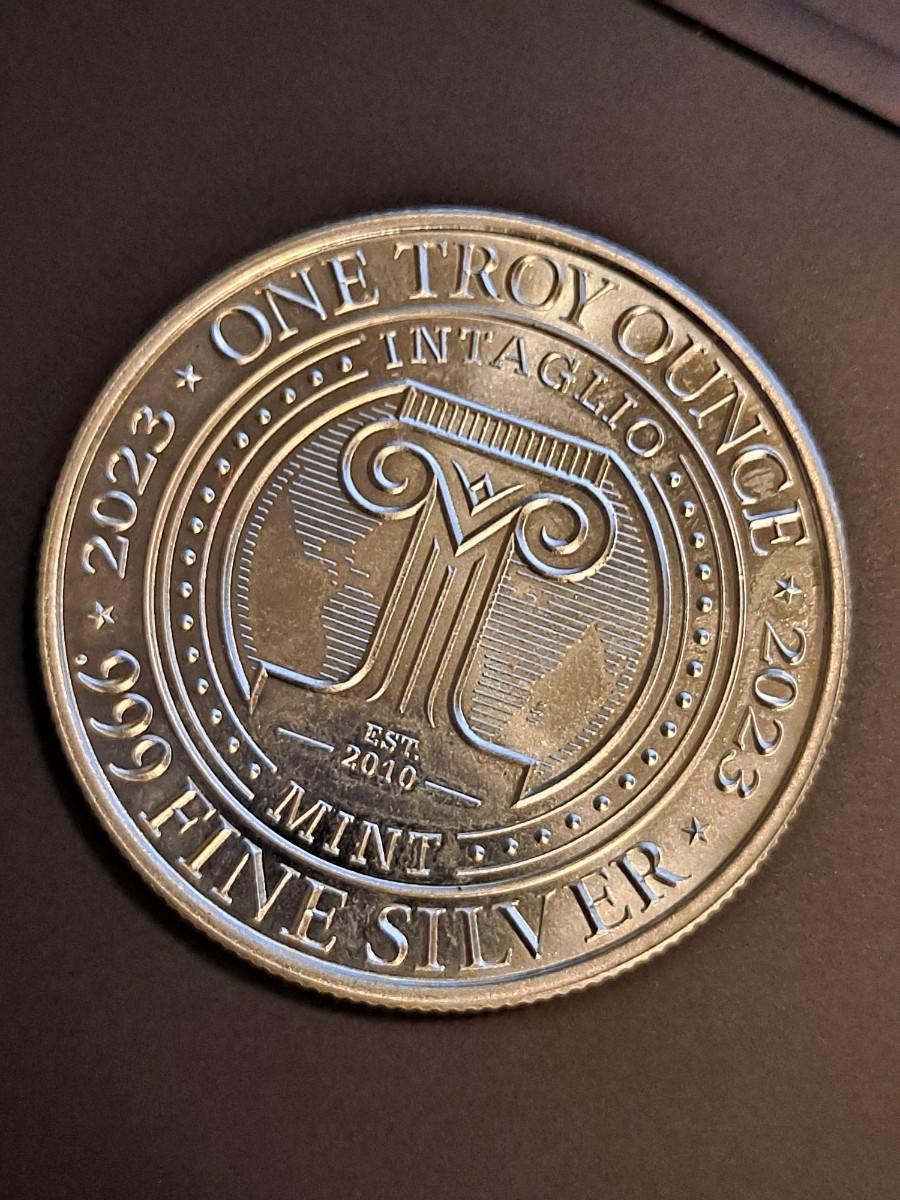 ★ ONE TROY OUNCE ★
2023 ★ .999 FINE SILVER ★ 2023
INTAGLIO
EST.
2010
MINT